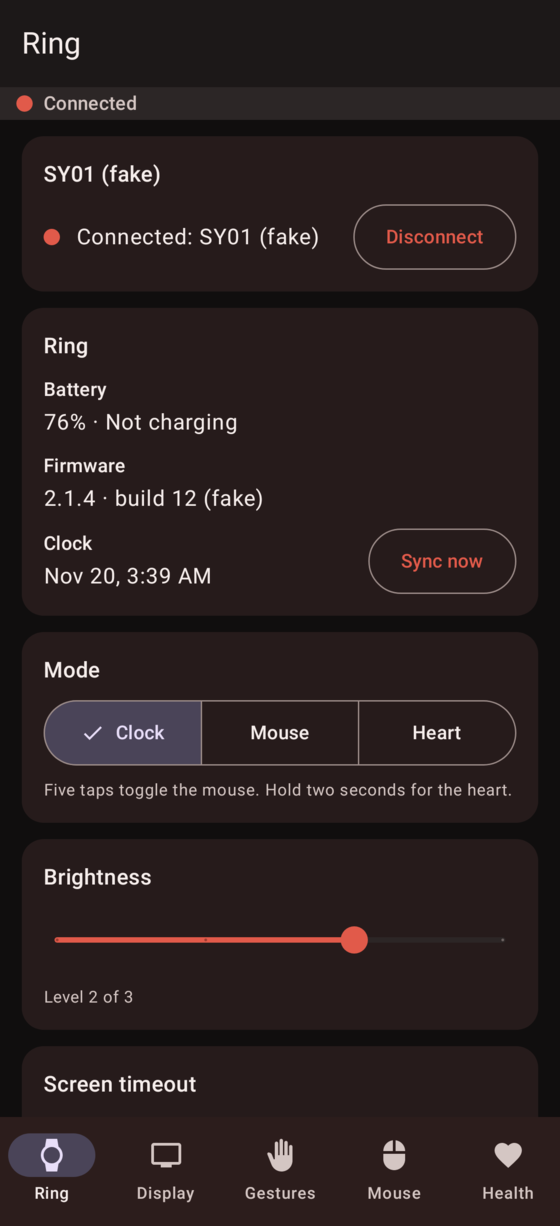 Ring
Connected
SY01 (fake)
Connected: SY01 (fake)
Disconnect
Ring
Battery
76% · Not charging
Firmware
2.1.4 · build 12 (fake)
Clock
Nov 20, 3:39 AM
Sync now
Mode
Clock
Mouse
Heart
Five taps toggle the mouse. Hold two seconds for the heart.
Brightness
Level 2 of 3
Screen timeout
Ring
Display
Gestures
Mouse
Health